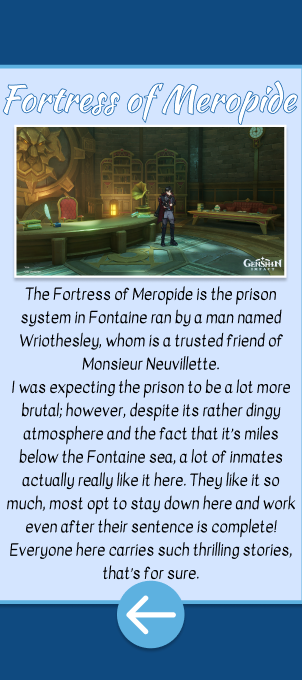 Fortress of Meropide
GENSHIN
IMPACT
The Fortress of Meropide is the prison
system in Fontaine ran by a man named
Wriothesley, whom is a trusted friend of
Monsieur Neuvillette.
I was expecting the prison to be a lot more
brutal; however, despite its rather dingy
atmosphere and the fact that it's miles
below the Fontaine sea, a lot of inmates
actually really like it here. They like it so
much, most opt to stay down here and work
even after their sentence is complete!
Everyone here carries such thrilling stories,
that's for sure.